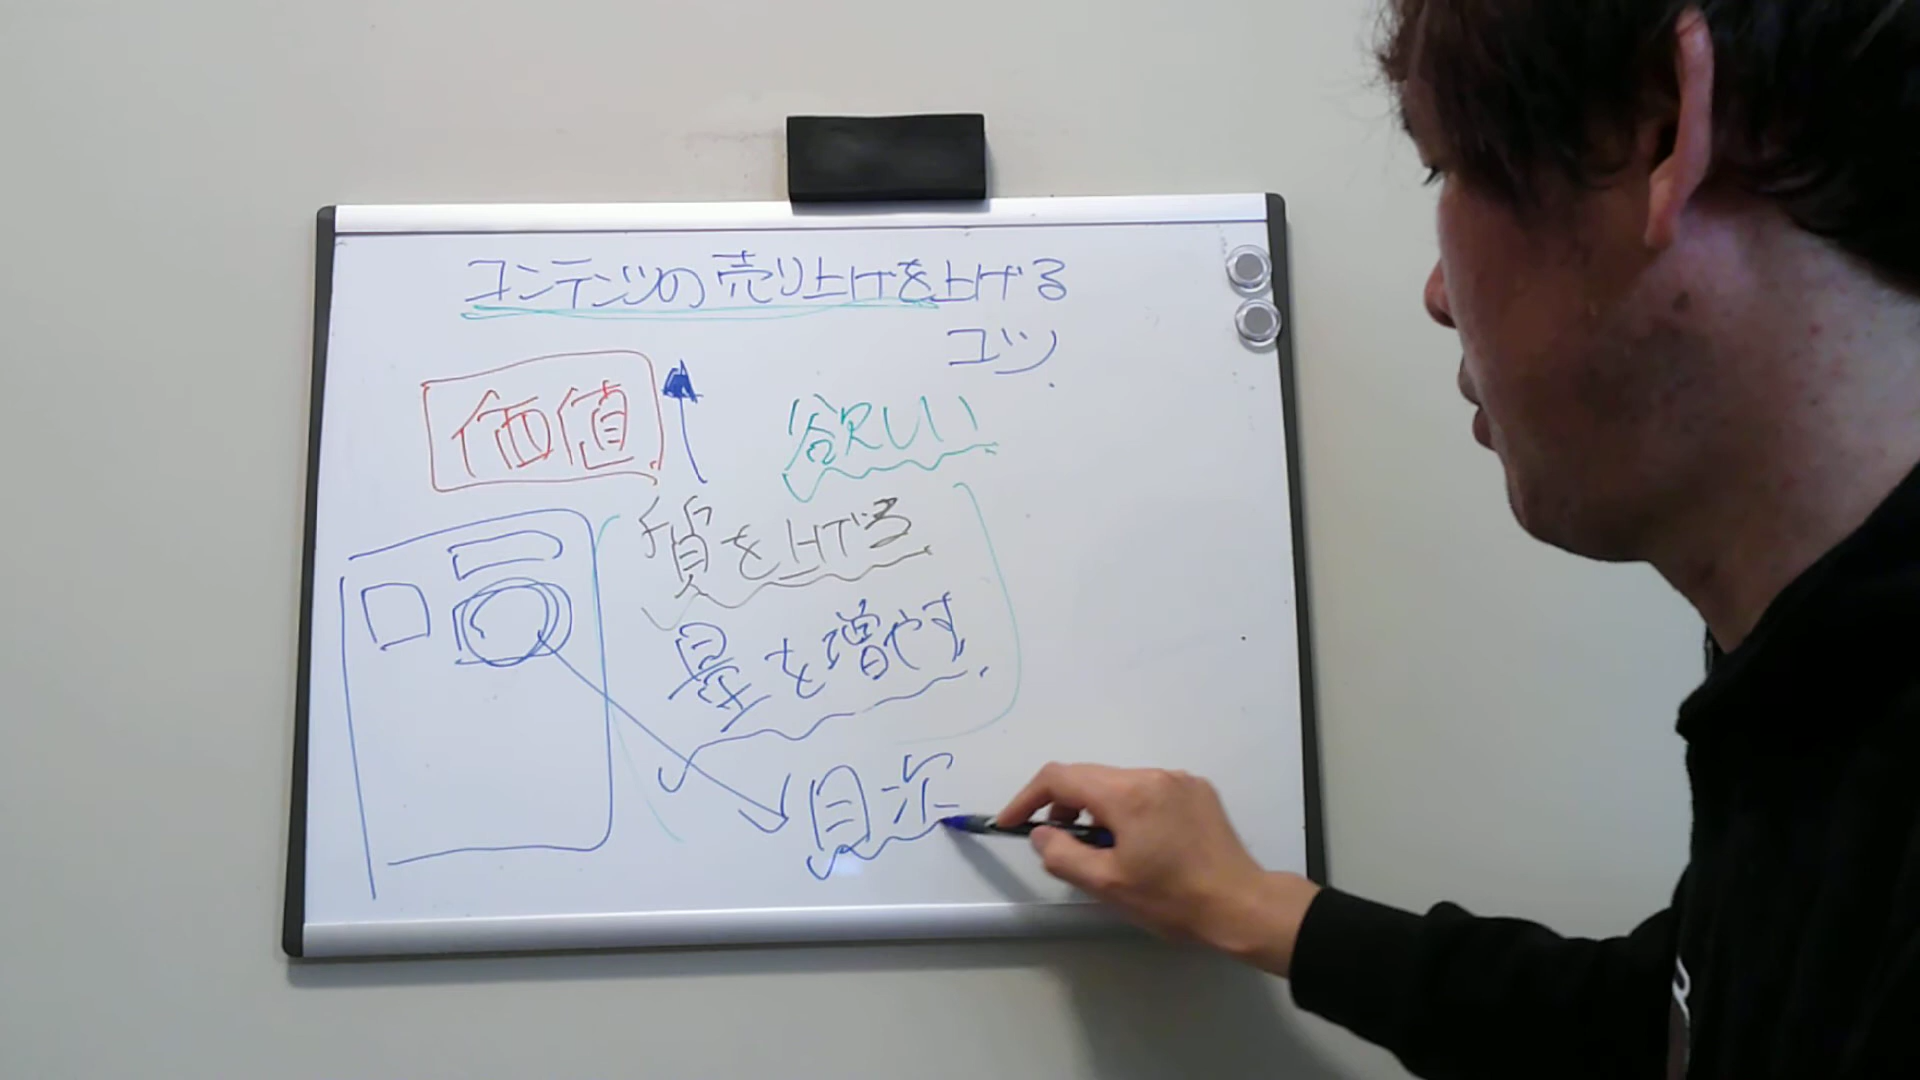 コンテンツの売り上げを上げる
コツ
価値
欲しい
質を上げる
量を増やす
目次